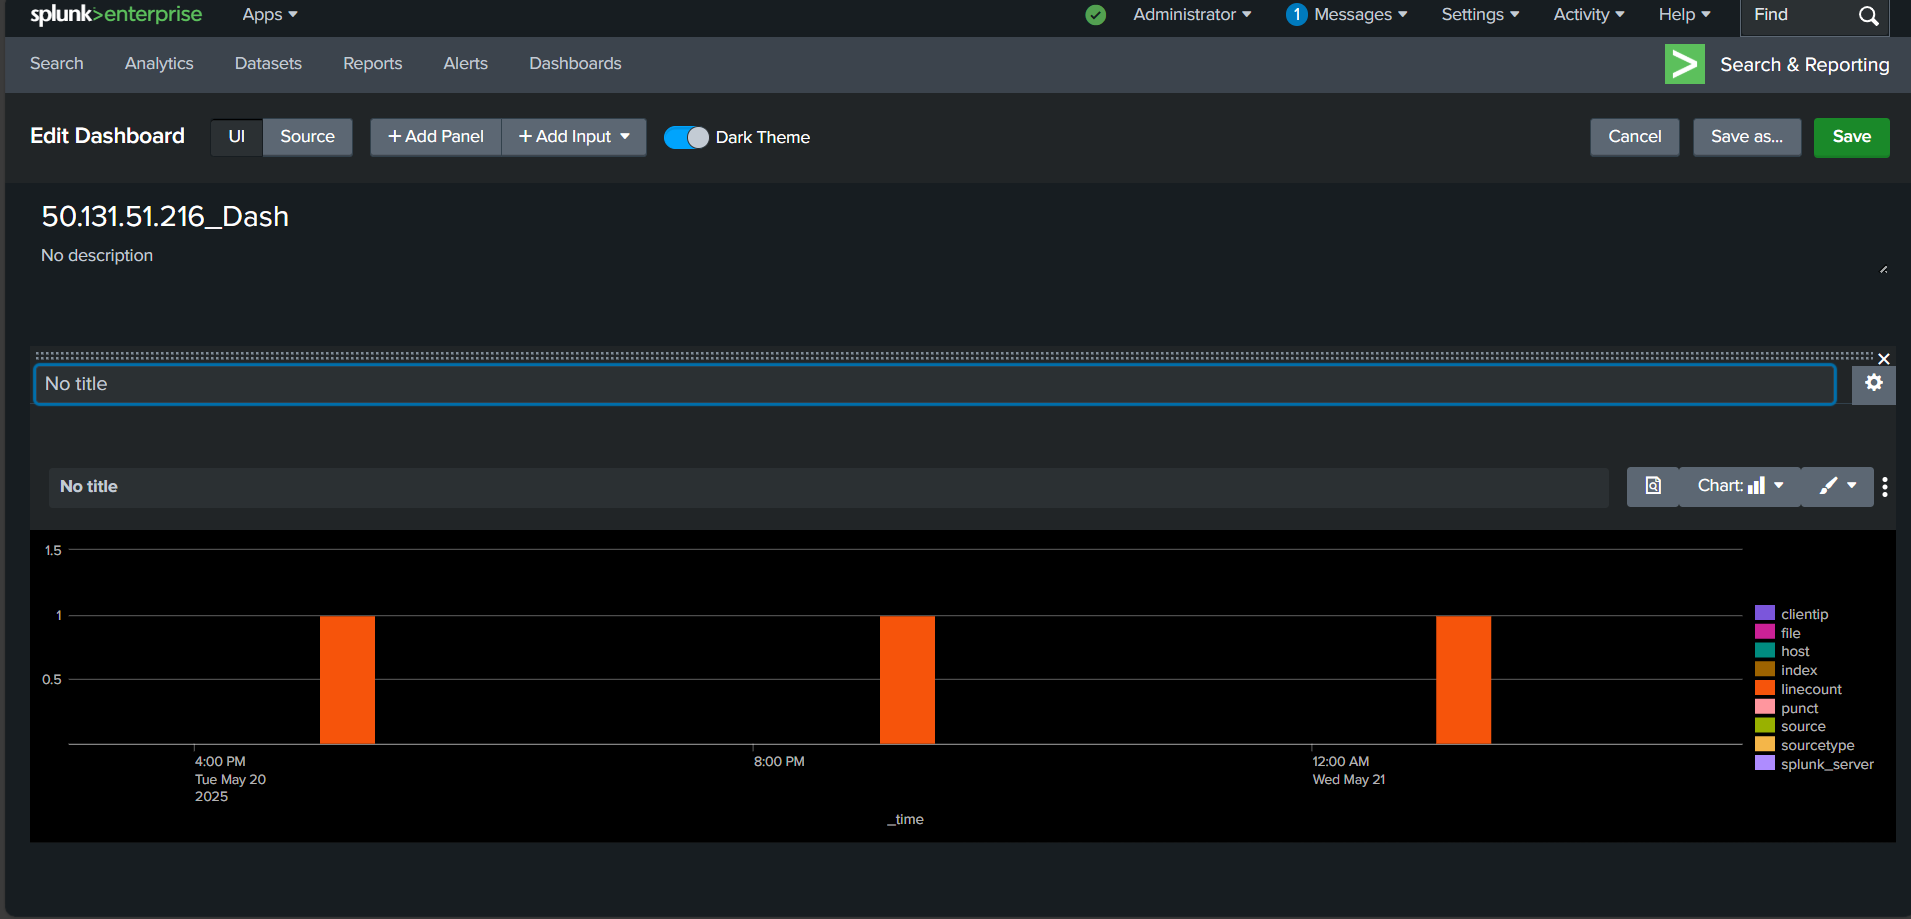 splunk>enterprise Apps Administrator 1 Messages Settings Activity Help Find
Search Analytics Datasets Reports Alerts Dashboards Search & Reporting
Edit Dashboard UI Source + Add Panel + Add Input Dark Theme Cancel Save as... Save
50.131.51.216_Dash
No description
No title
No title
Chart:
1.5
1
0.5
4:00 PM
Tue May 20
2025
8:00 PM
12:00 AM
Wed May 21
_time
clientip
file
host
index
linecount
punct
source
sourcetype
splunk_server